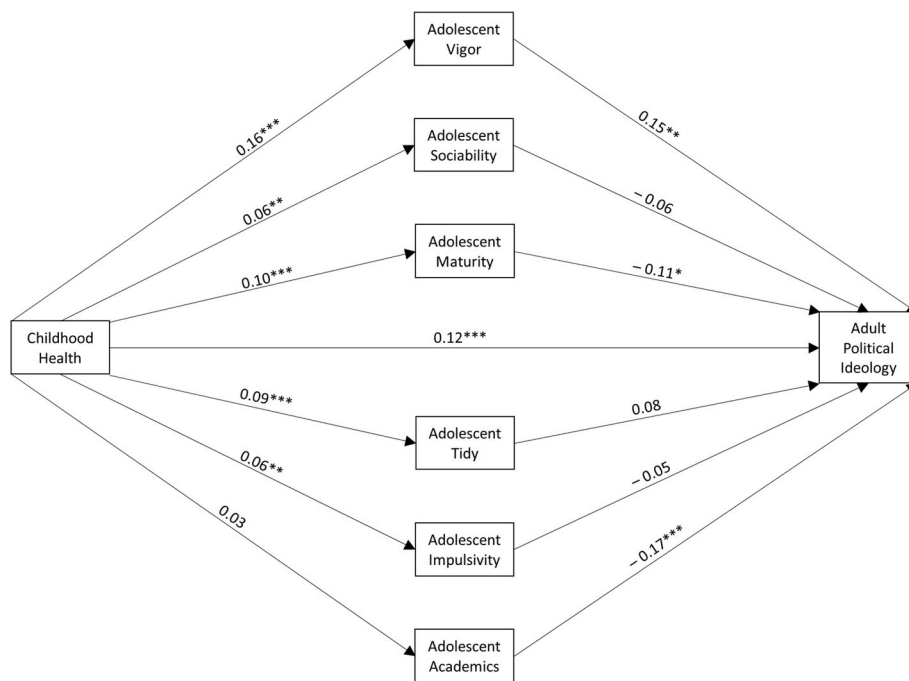 Adolescent
Vigor
0.16***
0.15**
Adolescent
Sociability
0.06**
– 0.06
Adolescent
Maturity
0.10***
– 0.11*
Childhood
Health
0.12***
Adult
Political
Ideology
0.09***
0.08
Adolescent
Tidy
0.06**
– 0.05
Adolescent
Impulsivity
0.03
– 0.17***
Adolescent
Academics